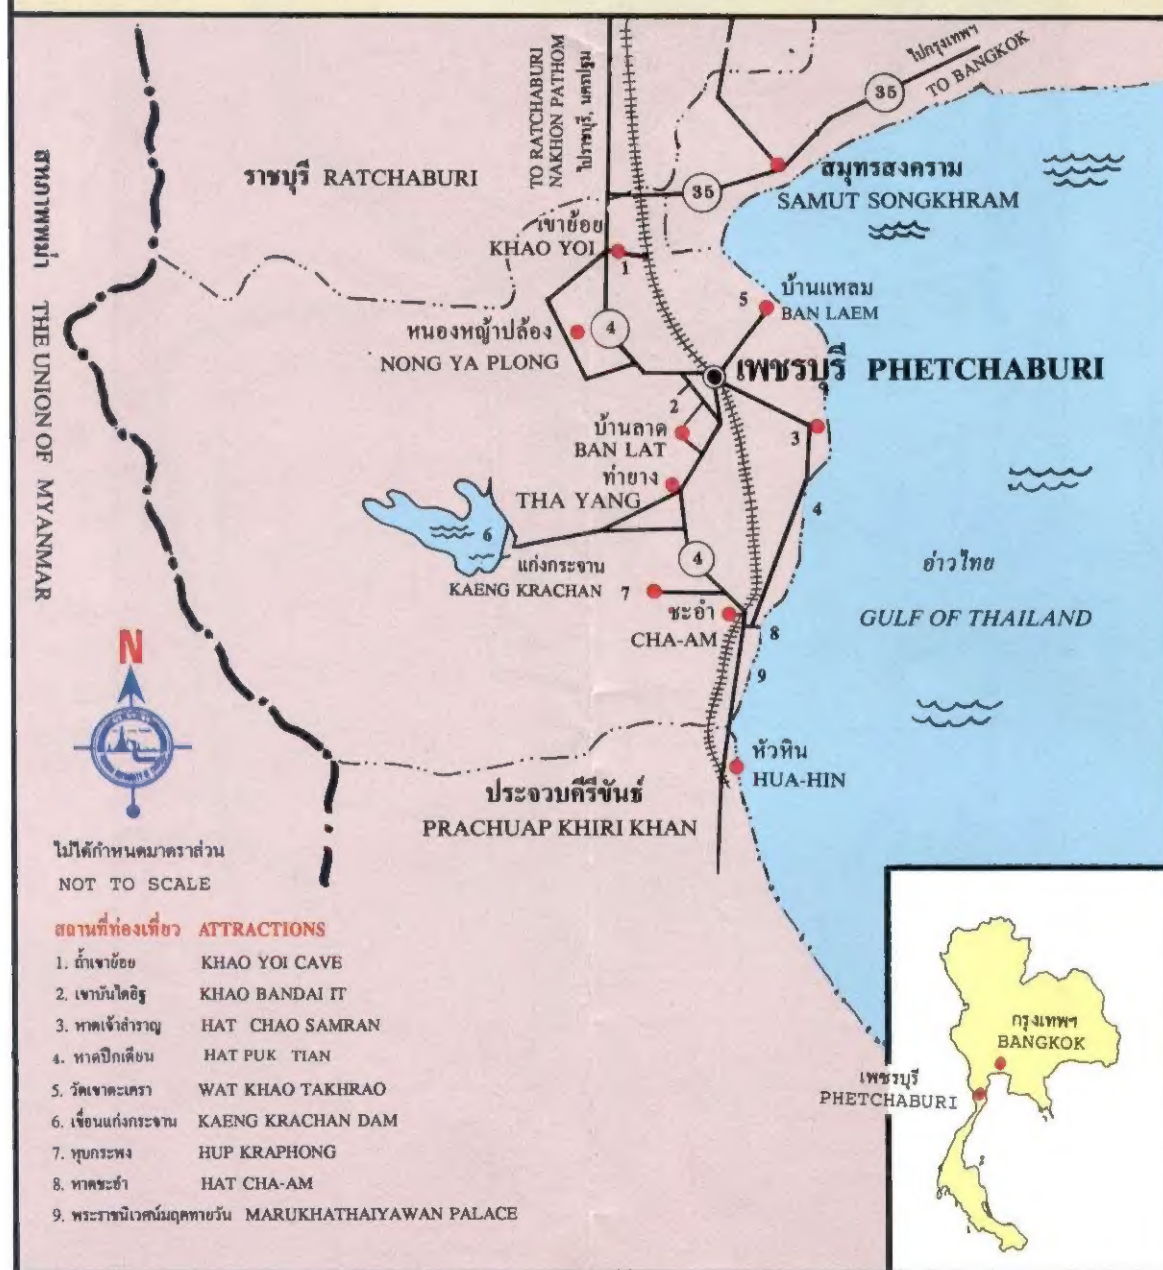 ไปกรุงเทพฯ
TO BANGKOK
35
TO RATCHABURI
NAKHON PATHOM
ไปราชบุรี, นครปฐม
สหภาพพม่า THE UNION OF MYANMAR
ราชบุรี RATCHABURI
35
สมุทรสงคราม
SAMUT SONGKHRAM
เขาย้อย
KHAO YOI
1
5
บ้านแหลม
BAN LAEM
หนองหญ้าปล้อง
NONG YA PLONG
4
เพชรบุรี PHETCHABURI
2
บ้านลาด
BAN LAT
3
ท่ายาง
THA YANG
4
6
แก่งกระจาน
KAENG KRACHAN
4
อ่าวไทย
GULF OF THAILAND
7
ชะอำ
CHA-AM
8
9
N
หัวหิน
HUA-HIN
ประจวบคีรีขันธ์
PRACHUAP KHIRI KHAN
ไม่ได้กำหนดมาตราส่วน
NOT TO SCALE
สถานที่ท่องเที่ยว ATTRACTIONS
1. ถ้ำเขาย้อย KHAO YOI CAVE
2. เขาบันไดอิฐ KHAO BANDAI IT
3. หาดเจ้าสำราญ HAT CHAO SAMRAN
4. หาดปึกเตียน HAT PUK TIAN
5. วัดเขาตะเครา WAT KHAO TAKHRAO
6. เขื่อนแก่งกระจาน KAENG KRACHAN DAM
7. หุบกระพง HUP KRAPHONG
8. หาดชะอำ HAT CHA-AM
9. พระราชนิเวศน์มฤคทายวัน MARUKHATHAIYAWAN PALACE
กรุงเทพฯ
BANGKOK
เพชรบุรี
PHETCHABURI